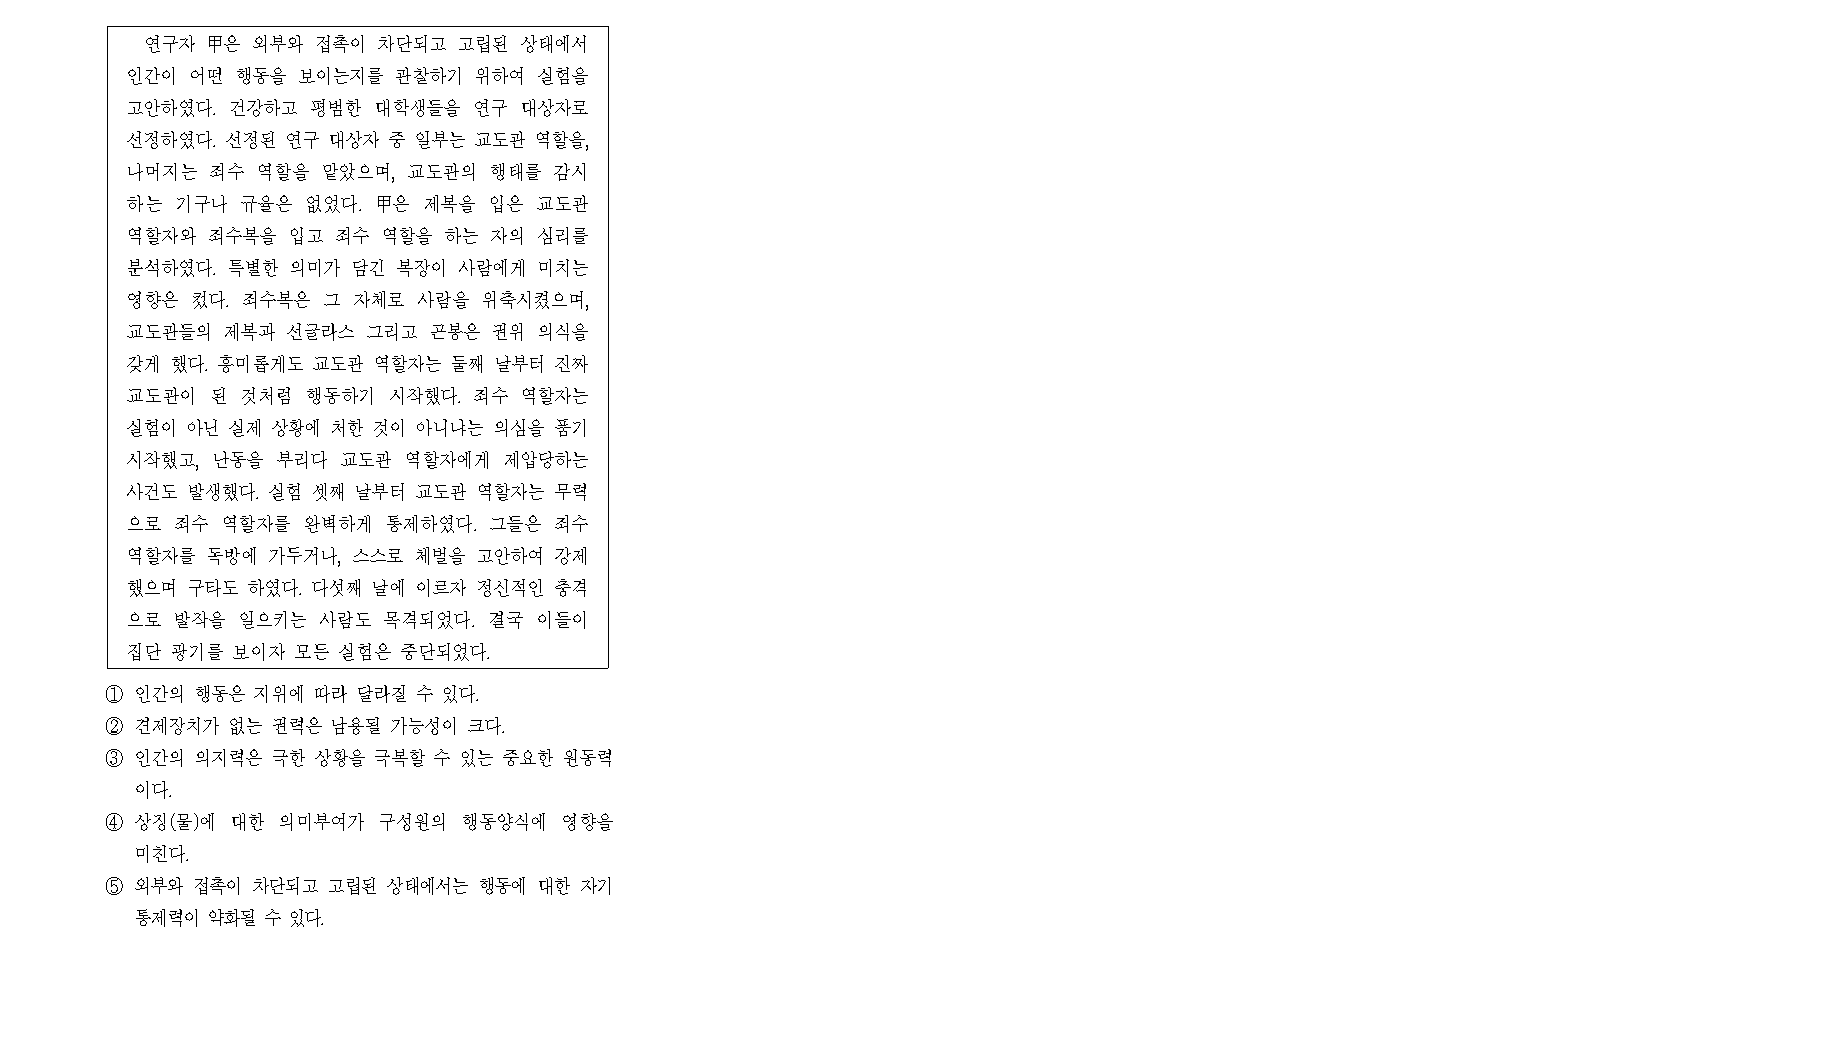 연구자 甲은 외부와 접촉이 차단되고 고립된 상태에서
인간이 어떤 행동을 보이는지를 관찰하기 위하여 실험을
고안하였다. 건강하고 평범한 대학생들을 연구 대상자로
선정하였다. 선정된 연구 대상자 중 일부는 교도관 역할을,
나머지는 죄수 역할을 맡았으며, 교도관의 행태를 감시
하는 기구나 규율은 없었다. 甲은 제복을 입은 교도관
역할자와 죄수복을 입고 죄수 역할을 하는 자의 심리를
분석하였다. 특별한 의미가 담긴 복장이 사람에게 미치는
영향은 컸다. 죄수복은 그 자체로 사람을 위축시켰으며,
교도관들의 제복과 선글라스 그리고 곤봉은 권위 의식을
갖게 했다. 흥미롭게도 교도관 역할자는 둘째 날부터 진짜
교도관이 된 것처럼 행동하기 시작했다. 죄수 역할자는
실험이 아닌 실제 상황에 처한 것이 아니냐는 의심을 품기
시작했고, 난동을 부리다 교도관 역할자에게 제압당하는
사건도 발생했다. 실험 셋째 날부터 교도관 역할자는 무력
으로 죄수 역할자를 완벽하게 통제하였다. 그들은 죄수
역할자를 독방에 가두거나, 스스로 체벌을 고안하여 강제
했으며 구타도 하였다. 다섯째 날에 이르자 정신적인 충격
으로 발작을 일으키는 사람도 목격되었다. 결국 이들이
집단 광기를 보이자 모든 실험은 중단되었다.
① 인간의 행동은 지위에 따라 달라질 수 있다.
② 견제장치가 없는 권력은 남용될 가능성이 크다.
③ 인간의 의지력은 극한 상황을 극복할 수 있는 중요한 원동력
이다.
④ 상징(물)에 대한 의미부여가 구성원의 행동양식에 영향을
미친다.
⑤ 외부와 접촉이 차단되고 고립된 상태에서는 행동에 대한 자기
통제력이 약화될 수 있다.